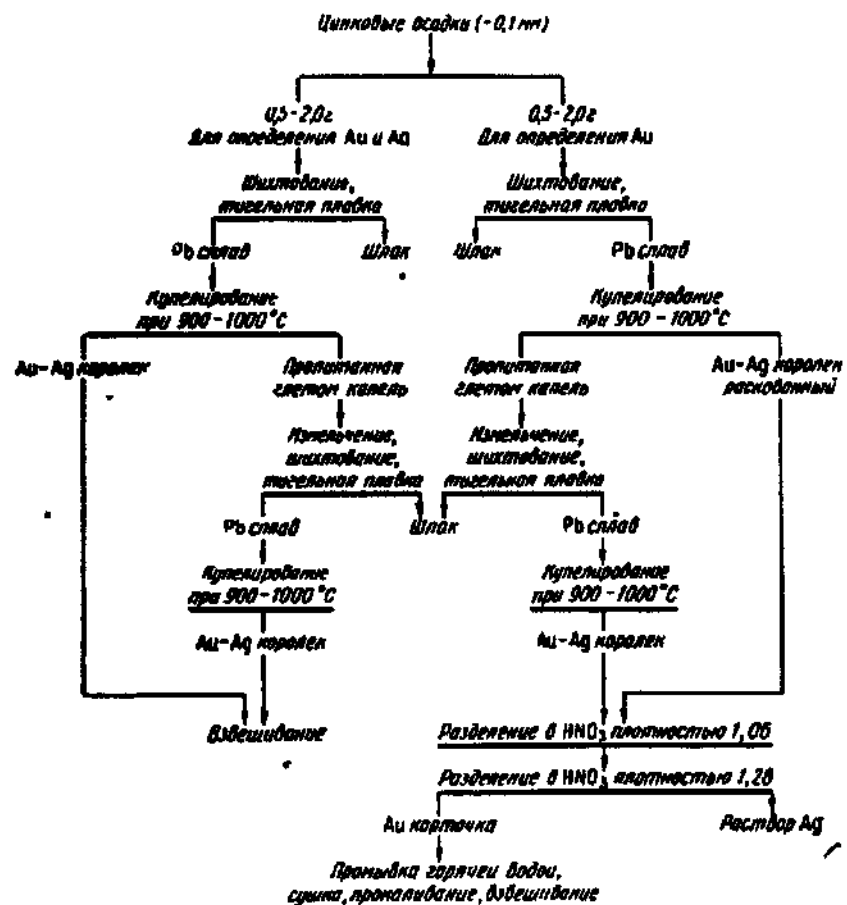 Цинковые осадки (-0,1 мм)
0,5-2,0г
Для определения Au и Ag
0,5-2,0г
Для определения Au
Шихтование,
тигельная плавка
Шихтование,
тигельная плавка
Pb сплав
Шлак
Шлак
Pb сплав
Купелирование
при 900-1000°С
Купелирование
при 900-1000°С
Au-Ag королек
Пропитанная
глетом капель
Пропитанная
глетом капель
Au-Ag королек
раскованный
Измельчение,
шихтование,
тигельная плавка
Измельчение,
шихтование,
тигельная плавка
Pb сплав
Шлак
Pb сплав
Купелирование
при 900-1000°С
Купелирование
при 900-1000°С
Au-Ag королек
Au-Ag королек
Взвешивание
Разделение в HNO3 плотностью 1,06
Разделение в HNO3 плотностью 1,28
Au корточка
Раствор Ag
Промывка горячей водой,
сушка, прокаливание, взвешивание